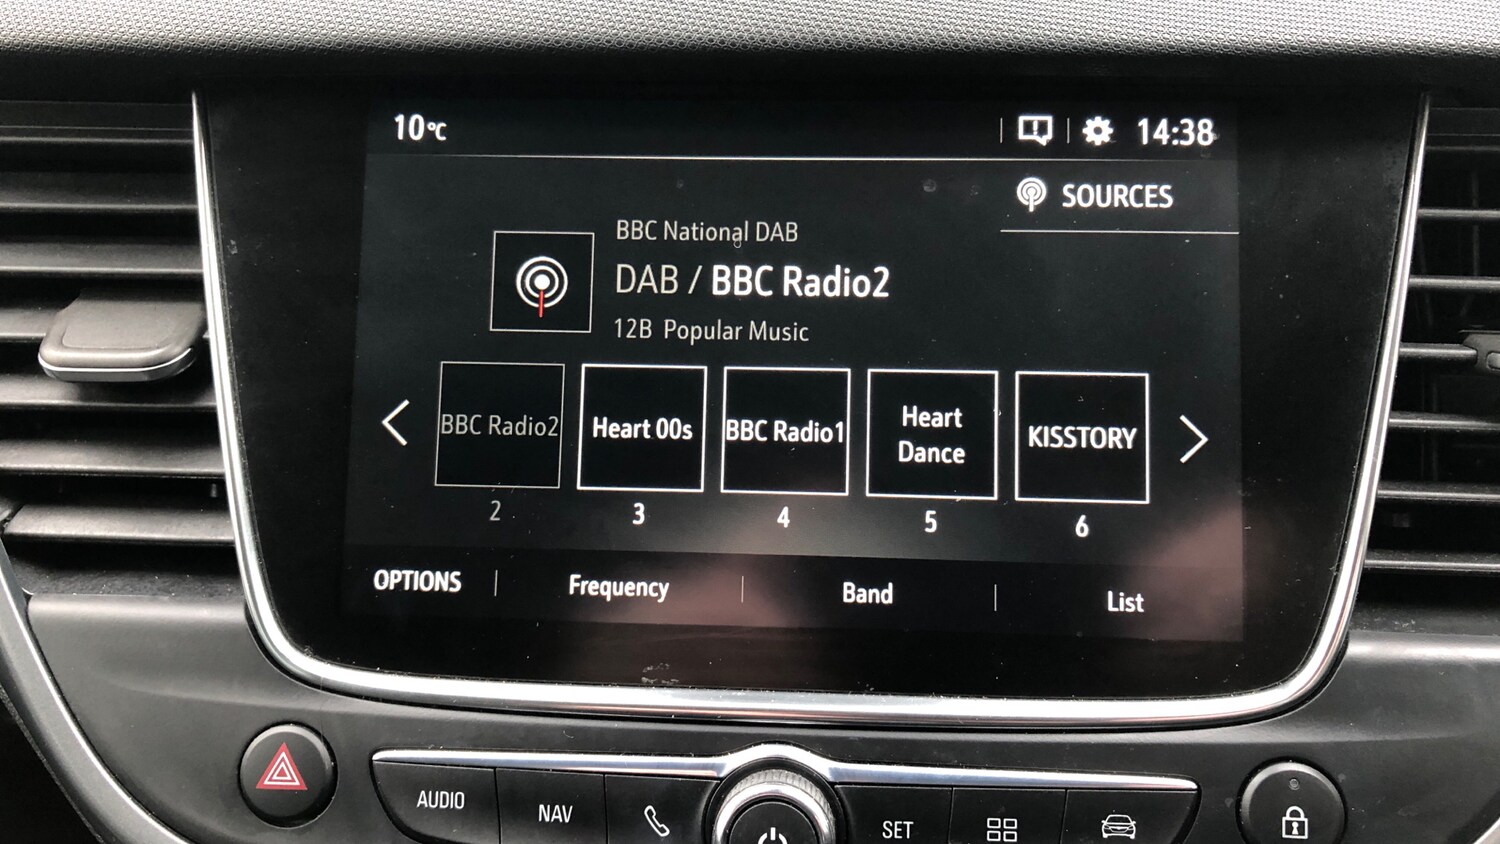 10°C
14:38
SOURCES
BBC National DAB
DAB / BBC Radio2
12B Popular Music
BBC Radio2
Heart 00s
BBC Radio1
Heart
Dance
KISSTORY
2
3
4
5
6
OPTIONS
Frequency
Band
List
AUDIO
NAV
SET